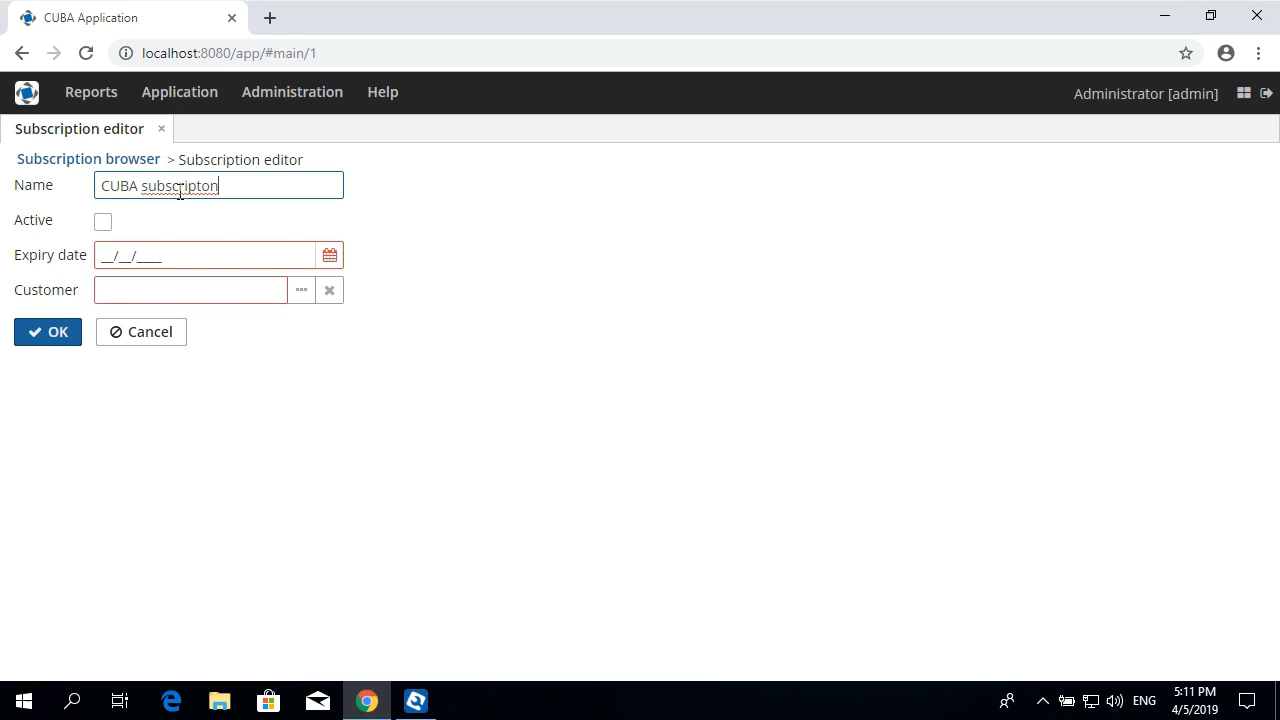 CUBA Application
localhost:8080/app/#main/1
Reports Application Administration Help Administrator [admin]
Subscription editor
Subscription browser > Subscription editor
Name CUBA subscripton
Active
Expiry date __/__/____
Customer
OK Cancel
ENG
5:11 PM
4/5/2019